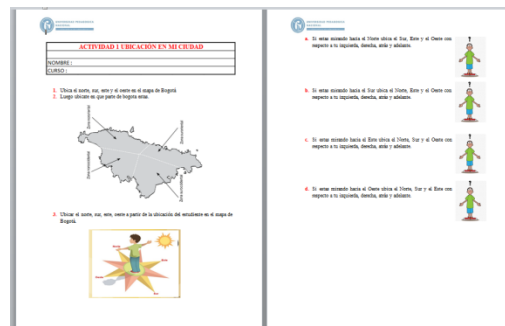 ACTIVIDAD 1 UBICACIÓN EN MI CIUDAD
NOMBRE :
CURSO :
1. Ubica el norte, sur, este y el oeste en el mapa de Bogotá
2. Luego ubícate en que parte de bogota estas.
3. Ubicar el norte, sur, este, oeste a partir de la ubicación del estudiante en el mapa de
Bogotá.
a. Si estas mirando hacia el Norte ubica el Sur, Este y el Oeste con
respecto a tu izquierda, derecha, atrás y adelante.
b. Si estas mirando hacia el Sur ubica el Norte, Este y el Oeste con
respecto a tu izquierda, derecha, atrás y adelante.
c. Si estas mirando hacia el Este ubica el Norte, Sur y el Oeste con
respecto a tu izquierda, derecha, atrás y adelante.
d. Si estas mirando hacia el Oeste ubica el Norte, Sur y el Este con
respecto a tu izquierda, derecha, atrás y adelante.